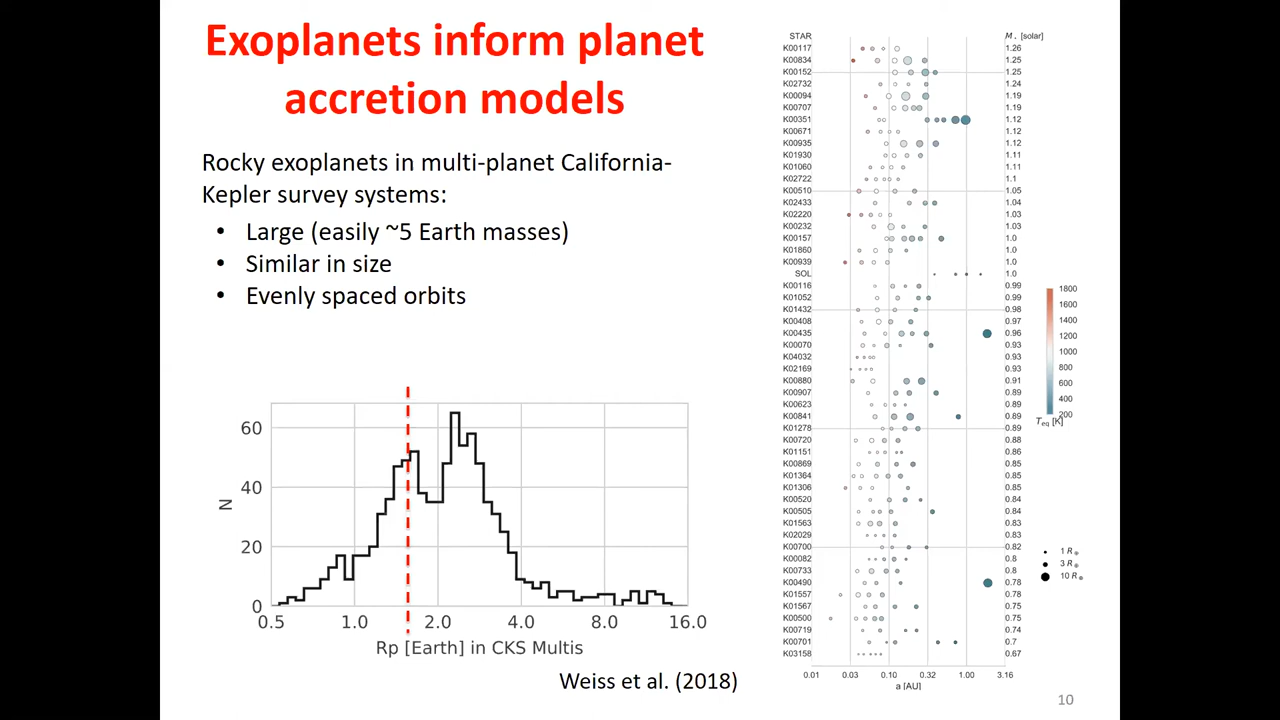 Exoplanets inform planet
accretion models
Rocky exoplanets in multi-planet California-
Kepler survey systems:
• Large (easily ~5 Earth masses)
• Similar in size
• Evenly spaced orbits
60
40
20
0
N
0.5 1.0 2.0 4.0 8.0 16.0
Rp [Earth] in CKS Multis
Weiss et al. (2018)
STAR M⋆ [solar]
K00117 1.26
K00834 1.25
K00152 1.25
K02732 1.24
K00094 1.19
K00707 1.19
K00351 1.12
K00671 1.12
K00935 1.12
K01930 1.11
K01060 1.11
K02722 1.1
K00510 1.05
K02433 1.04
K02220 1.03
K00232 1.03
K00157 1.0
K01860 1.0
K00939 1.0
SOL 1.0
K00116 0.99
K01052 0.99
K01432 0.98
K00408 0.97
K00435 0.96
K00070 0.93
K04032 0.93
K02169 0.93
K00880 0.91
K00907 0.89
K00623 0.89
K00841 0.89
K01278 0.89
K00720 0.88
K01151 0.86
K00869 0.85
K01364 0.85
K01306 0.85
K00520 0.84
K00505 0.84
K01563 0.83
K02029 0.83
K00700 0.82
K00082 0.8
K00733 0.8
K00490 0.78
K01557 0.78
K01567 0.75
K00500 0.75
K00719 0.74
K00701 0.7
K03158 0.67
0.01 0.03 0.10 0.32 1.00 3.16
a [AU]
1800
1600
1400
1200
1000
800
600
400
200
Teq [K]
1 R⊕
3 R⊕
10 R⊕
10